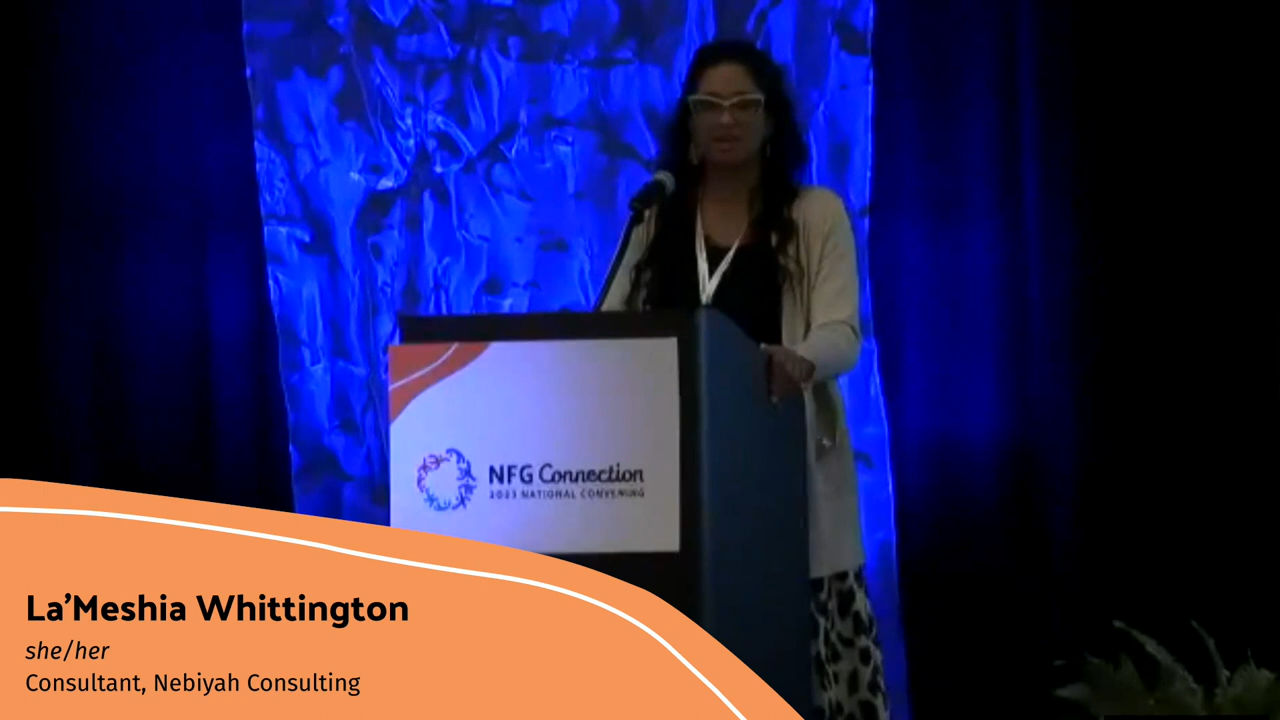 NFG Connection
2023 NATIONAL CONVENING
La'Meshia Whittington
she/her
Consultant, Nebiyah Consulting